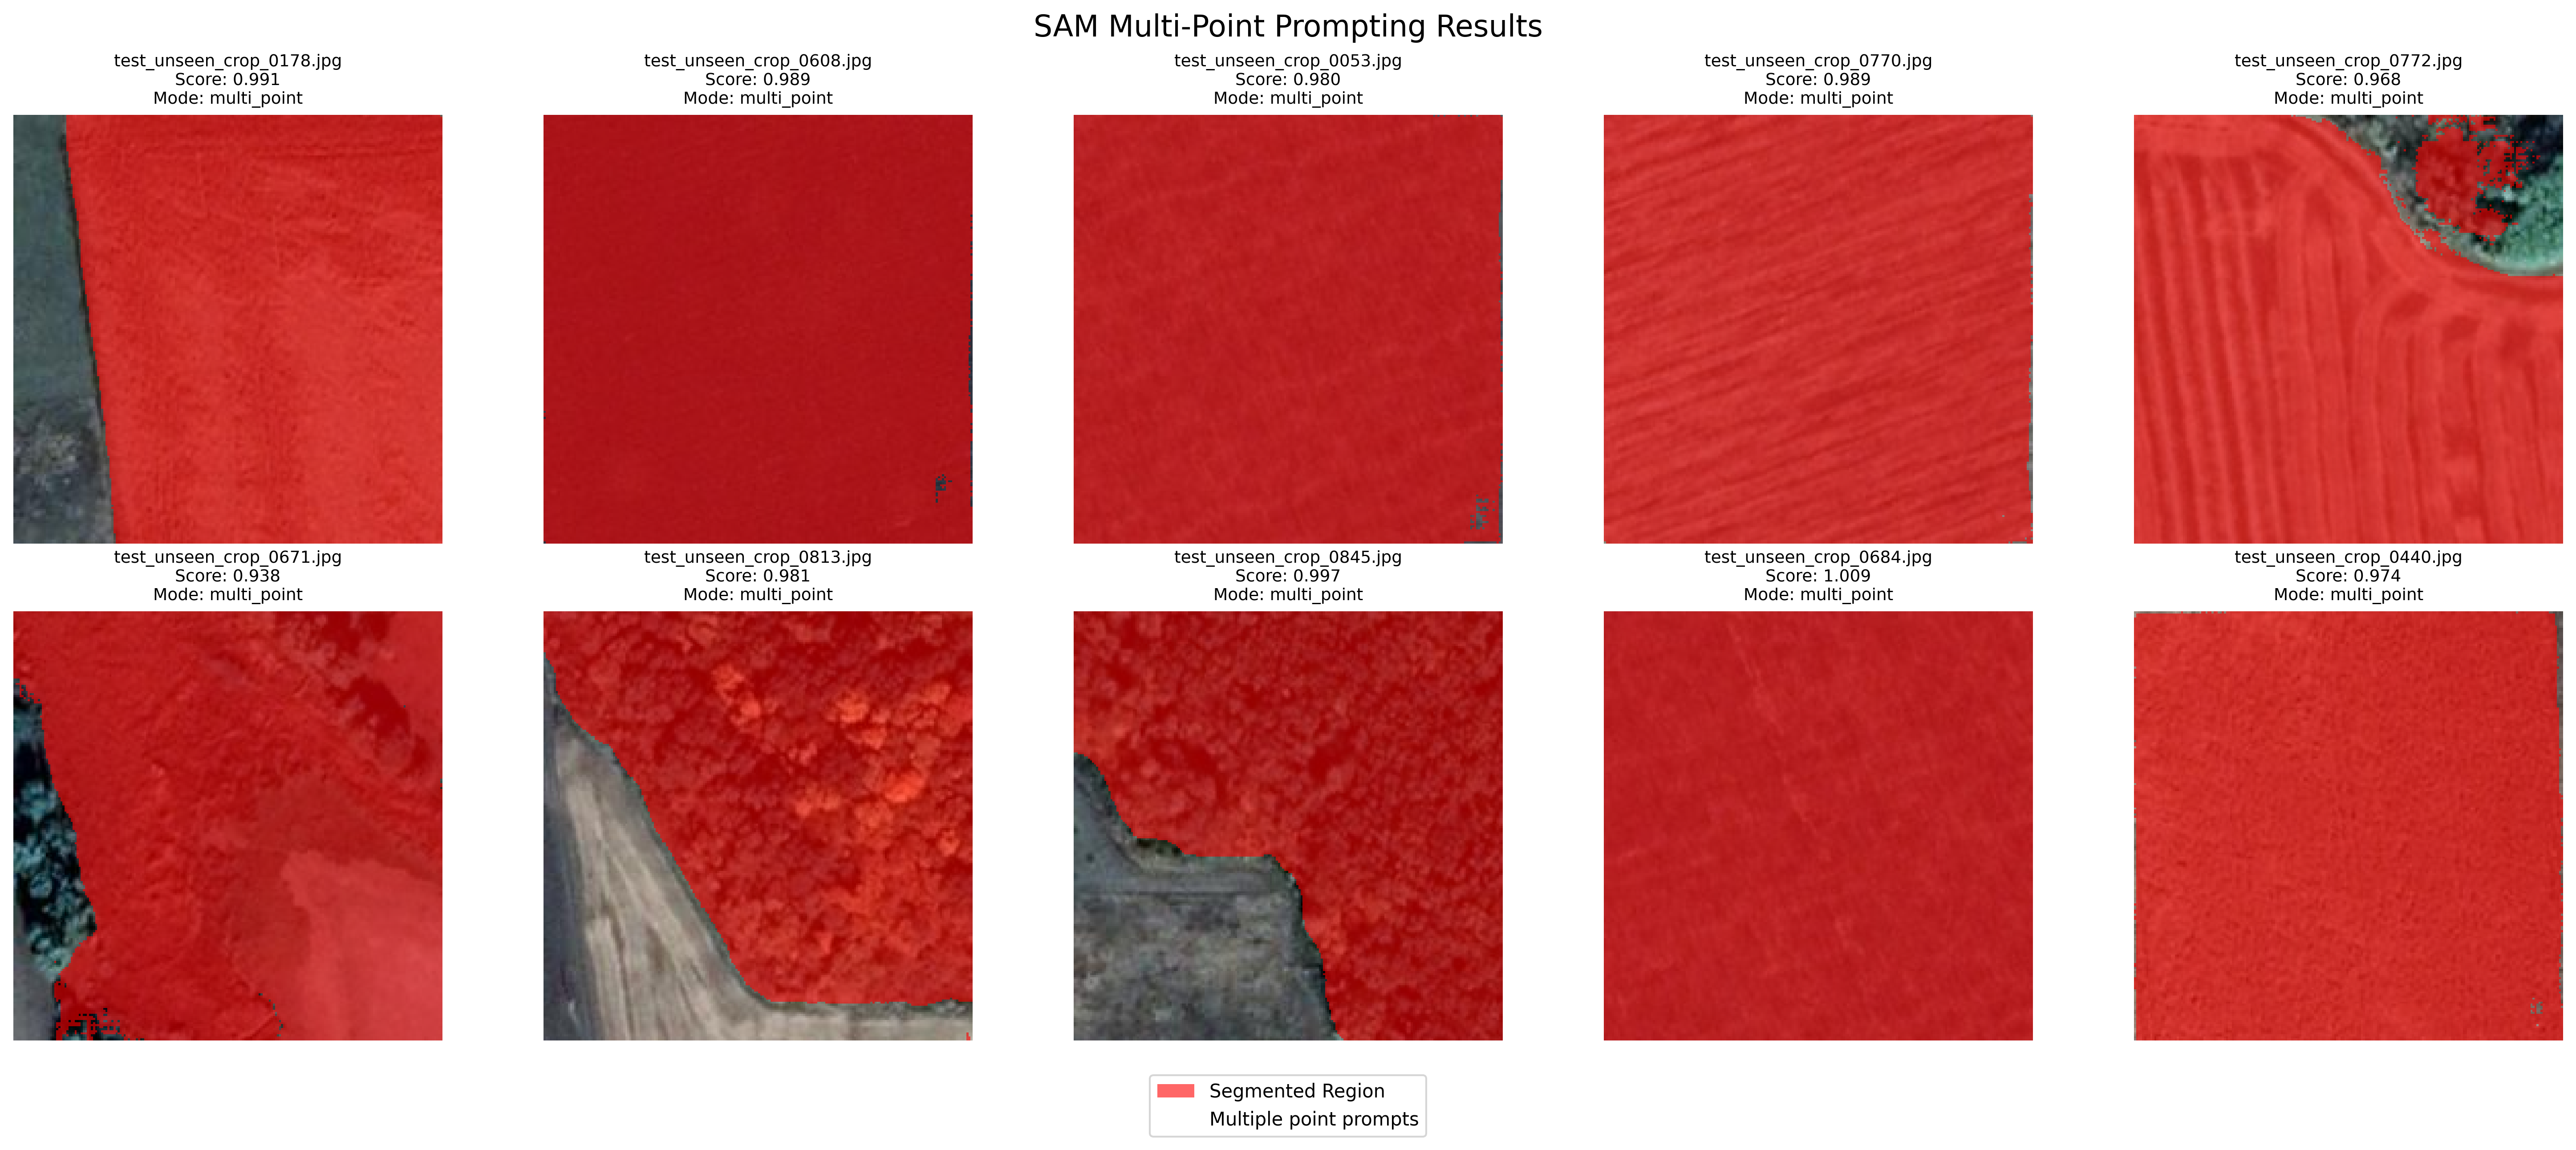 SAM Multi-Point Prompting Results
test_unseen_crop_0178.jpg
Score: 0.991
Mode: multi_point
test_unseen_crop_0608.jpg
Score: 0.989
Mode: multi_point
test_unseen_crop_0053.jpg
Score: 0.980
Mode: multi_point
test_unseen_crop_0770.jpg
Score: 0.989
Mode: multi_point
test_unseen_crop_0772.jpg
Score: 0.968
Mode: multi_point
test_unseen_crop_0671.jpg
Score: 0.938
Mode: multi_point
test_unseen_crop_0813.jpg
Score: 0.981
Mode: multi_point
test_unseen_crop_0845.jpg
Score: 0.997
Mode: multi_point
test_unseen_crop_0684.jpg
Score: 1.009
Mode: multi_point
test_unseen_crop_0440.jpg
Score: 0.974
Mode: multi_point
Segmented Region
Multiple point prompts